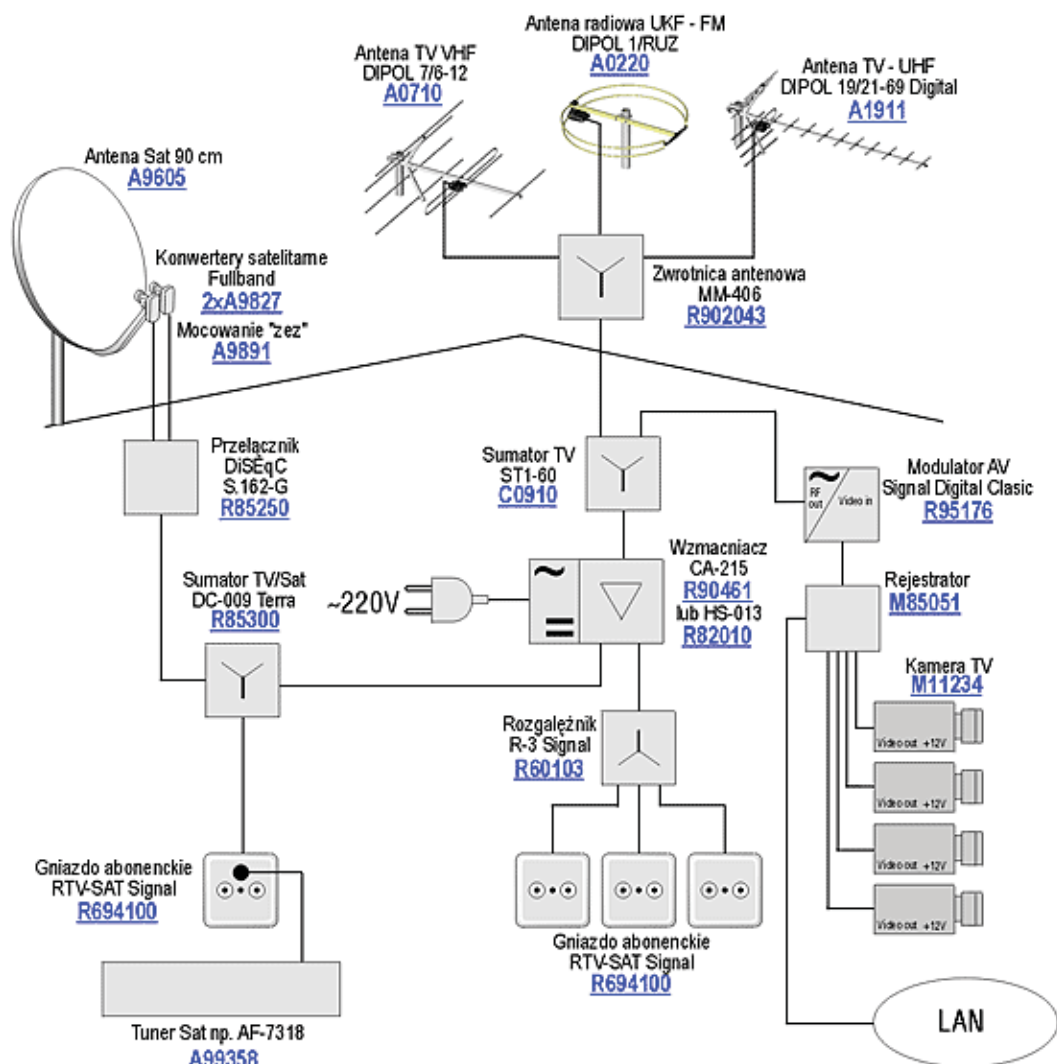 Antena radiowa UKF - FM
DIPOL 1/RUZ
A0220
Antena TV VHF
DIPOL 7/6-12
A0710
Antena TV - UHF
DIPOL 19/21-69 Digital
A1911
Antena Sat 90 cm
A9605
Konwertery satelitarne
Fullband
2xA9827
Mocowanie "zez"
A9891
Zwrotnica antenowa
MM-406
R902043
Przełącznik
DiSEqC
S.162-G
R85250
Sumator TV
ST1-60
C0910
RF
out
Video in
Modulator AV
Signal Digital Clasic
R95176
Sumator TV/Sat
DC-009 Terra
R85300
~220V
Wzmacniacz
CA-215
R90461
lub HS-013
R82010
Rejestrator
M85051
Kamera TV
M11234
Video out +12V
Video out +12V
Video out +12V
Video out +12V
Rozgałęźnik
R-3 Signal
R60103
Gniazdo abonenckie
RTV-SAT Signal
R694100
Gniazdo abonenckie
RTV-SAT Signal
R694100
Tuner Sat np. AF-7318
A99358
LAN